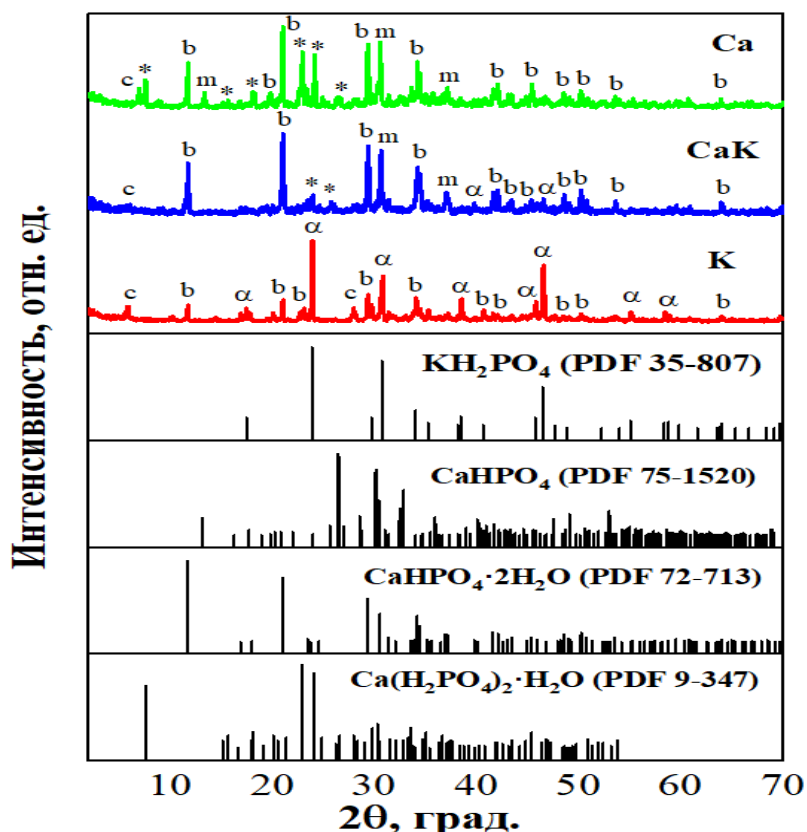 Ca
c * b m * * b b * * * b m b m b b b b b b
CaK
c b b * * b m b m α b b b α b b b b
K
c b α b b α c b α b α b b α α b b α α b
KH₂PO₄ (PDF 35-807)
CaHPO₄ (PDF 75-1520)
CaHPO₄·2H₂O (PDF 72-713)
Ca(H₂PO₄)₂·H₂O (PDF 9-347)
Интенсивность, отн. ед.
10 20 30 40 50 60 70
2θ, град.